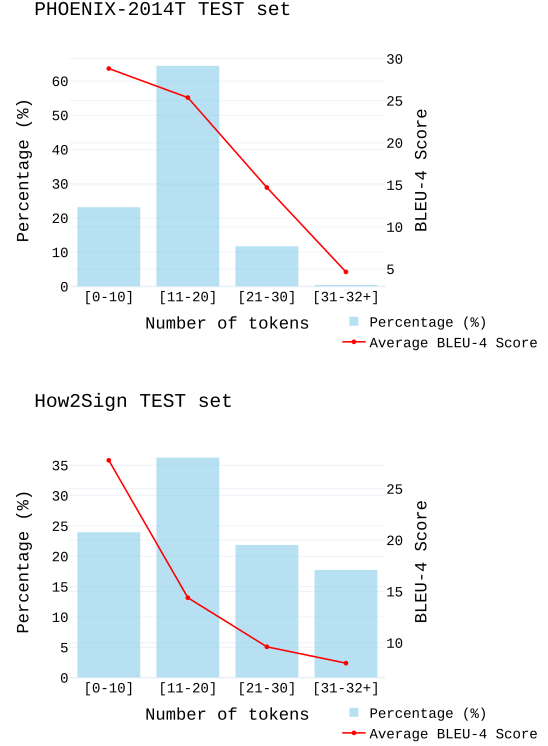 PHOENIX-2014T TEST set
30
60
25
50
20
40
15
30
20
10
10
5
0
Percentage (%)
BLEU-4 Score
[0-10] [11-20] [21-30] [31-32+]
Number of tokens
Percentage (%)
Average BLEU-4 Score
How2Sign TEST set
35
30
25
25
20
20
15
15
10
10
5
0
Percentage (%)
BLEU-4 Score
[0-10] [11-20] [21-30] [31-32+]
Number of tokens
Percentage (%)
Average BLEU-4 Score